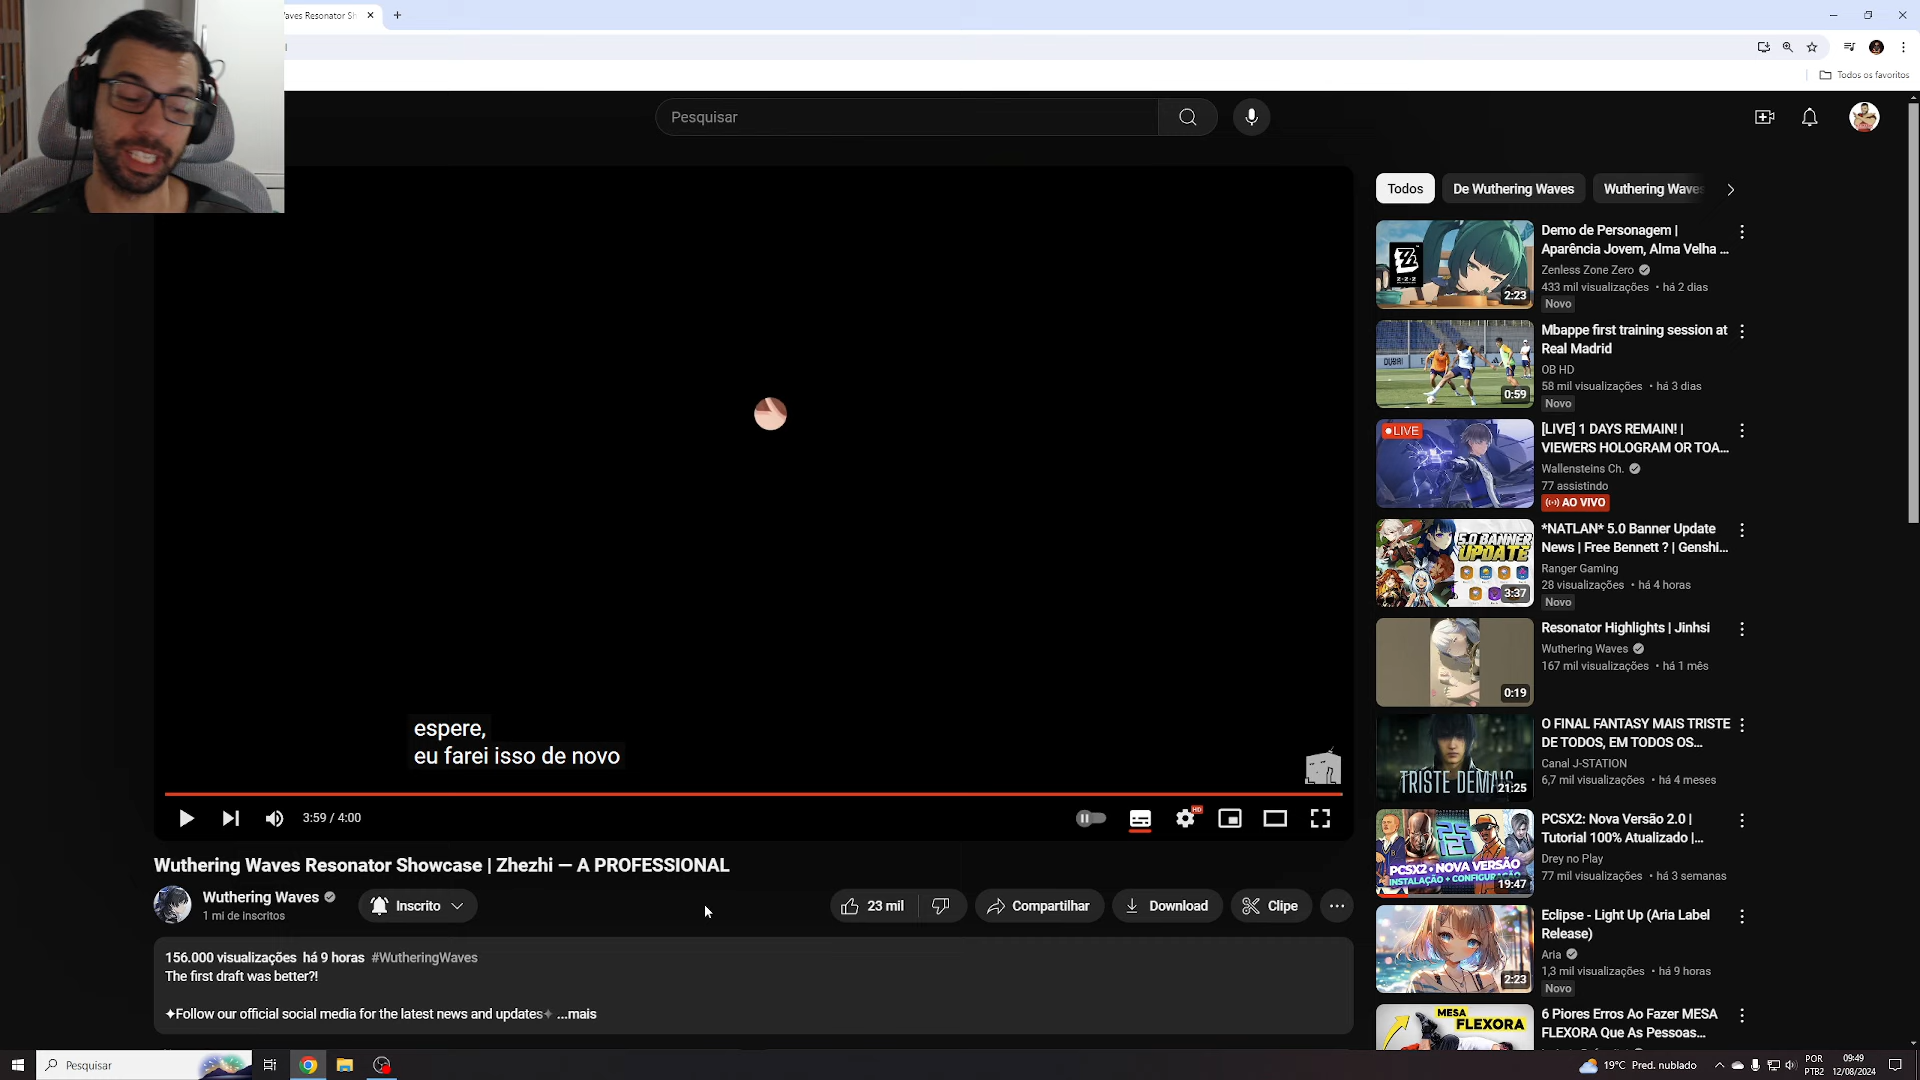 aves Resonator Sh
Todos os favoritos
Pesquisar
Todos
De Wuthering Waves
Wuthering Waves
Demo de Personagem |
Aparência Jovem, Alma Velha ...
Zenless Zone Zero
433 mil visualizações • há 2 dias
Novo
2:23
Mbappe first training session at
Real Madrid
OB HD
58 mil visualizações • há 3 dias
Novo
0:59
LIVE
[LIVE] 1 DAYS REMAIN! |
VIEWERS HOLOGRAM OR TOA...
Wallensteins Ch.
77 assistindo
AO VIVO
5.0 BANNER
UPDATE
3:37
*NATLAN* 5.0 Banner Update
News | Free Bennett ? | Genshi...
Ranger Gaming
28 visualizações • há 4 horas
Novo
Resonator Highlights | Jinhsi
Wuthering Waves
167 mil visualizações • há 1 mês
0:19
O FINAL FANTASY MAIS TRISTE
DE TODOS, EM TODOS OS...
Canal J-STATION
6,7 mil visualizações • há 4 meses
TRISTE DEMAIS
21:25
PCSX2: Nova Versão 2.0 |
Tutorial 100% Atualizado |...
Drey no Play
77 mil visualizações • há 3 semanas
PCSX2 • NOVA VERSÃO
19:47
Eclipse - Light Up (Aria Label
Release)
Aria
1,3 mil visualizações • há 9 horas
Novo
2:23
6 Piores Erros Ao Fazer MESA
FLEXORA Que As Pessoas...
MESA
FLEXORA
espere,
eu farei isso de novo
3:59 / 4:00
HD
Wuthering Waves Resonator Showcase | Zhezhi — A PROFESSIONAL
Wuthering Waves
1 mi de inscritos
Inscrito
23 mil
Compartilhar
Download
Clipe
156.000 visualizações há 9 horas #WutheringWaves
The first draft was better?!
✦Follow our official social media for the latest news and updates✦ ...mais
Pesquisar
19°C Pred. nublado
POR
PTB2
09:49
12/08/2024